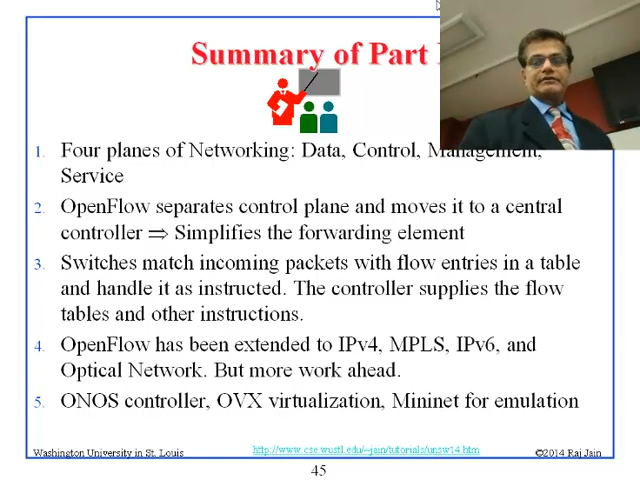 Summary of Part
1. Four planes of Networking: Data, Control, Management,
Service
2. OpenFlow separates control plane and moves it to a central
controller ⇒ Simplifies the forwarding element
3. Switches match incoming packets with flow entries in a table
and handle it as instructed. The controller supplies the flow
tables and other instructions.
4. OpenFlow has been extended to IPv4, MPLS, IPv6, and
Optical Network. But more work ahead.
5. ONOS controller, OVX virtualization, Mininet for emulation
Washington University in St. Louis
http://www.cse.wustl.edu/~jain/tutorials/unsw14.htm
©2014 Raj Jain
45